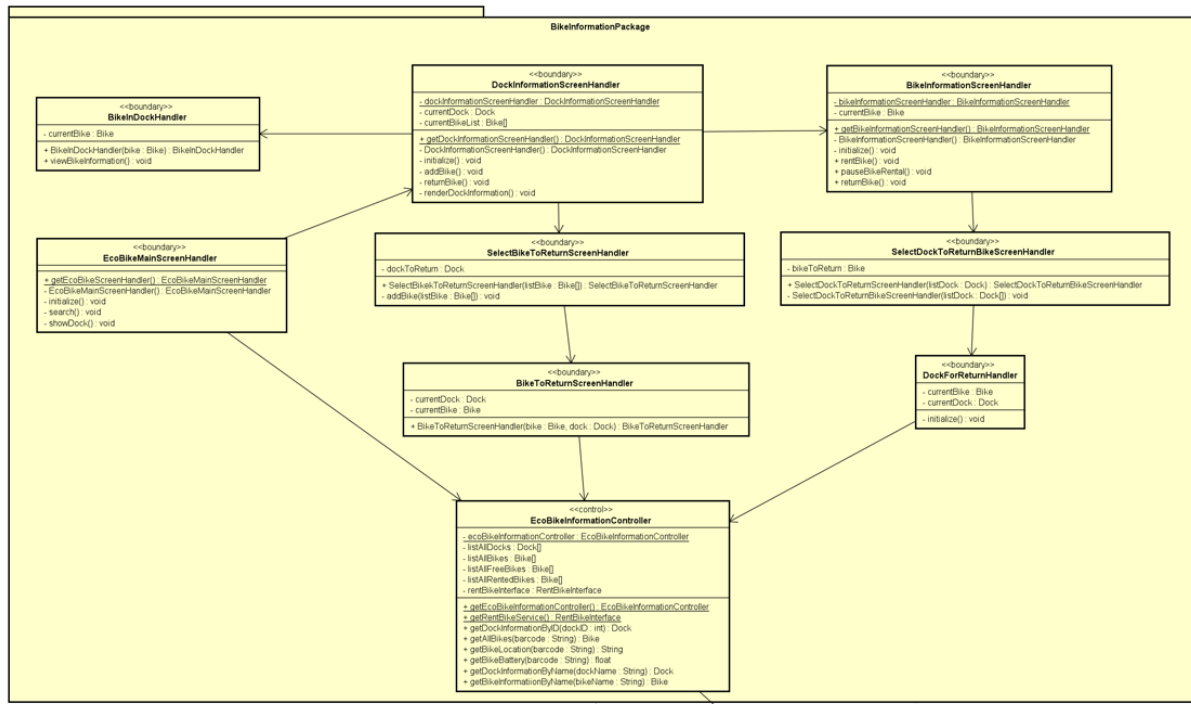 BikeInformationPackage
<<boundary>>
DockInformationScreenHandler
- dockInformationScreenHandler : DockInformationScreenHandler
- currentDock : Dock
- currentBikeList : Bike[]
+ getDockInformationScreenHandler() : DockInformationScreenHandler
- DockInformationScreenHandler() : DockInformationScreenHandler
- initialize() : void
- addBike() : void
- returnBike() : void
- renderDockInformation() : void
<<boundary>>
BikeInformationScreenHandler
- bikeInformationScreenHandler : BikeInformationScreenHandler
- currentBike : Bike
+ getBikeInformationScreenHandler() : BikeInformationScreenHandler
- BikeInformationScreenHandler() : BikeInformationScreenHandler
- initialize() : void
+ rentBike() : void
+ pauseBikeRental() : void
+ returnBike() : void
<<boundary>>
BikeInDockHandler
- currentBike : Bike
+ BikeInDockHandler(bike : Bike) : BikeInDockHandler
+ viewBikeInformation() : void
<<boundary>>
EcoBikeMainScreenHandler
+ getEcoBikeScreenHandler() : EcoBikeMainScreenHandler
- EcoBikeMainScreenHandler() : EcoBikeMainScreenHandler
- initialize() : void
- search() : void
- showDock() : void
<<boundary>>
SelectBikeToReturnScreenHandler
- dockToReturn : Dock
+ SelectBikekToReturnScreenHandler(listBike : Bike[]) : SelectBikeToReturnScreenHandler
- addBike(listBike : Bike[]) : void
<<boundary>>
SelectDockToReturnBikeScreenHandler
- bikeToReturn : Bike
+ SelectDockToReturnScreenHandler(listDock : Dock) : SelectDockToReturnBikeScreenHandler
- SelectDockToReturnBikeScreenHandler(listDock : Dock[]) : void
<<boundary>>
BikeToReturnScreenHandler
- currentDock : Dock
- currentBike : Bike
+ BikeToReturnScreenHandler(bike : Bike, dock : Dock) : BikeToReturnScreenHandler
<<boundary>>
DockForReturnHandler
- currentBike : Bike
- currentDock : Dock
- initialize() : void
<<control>>
EcoBikeInformationController
- ecoBikeInformationController : EcoBikeInformationController
- listAllDocks : Dock[]
- listAllBikes : Bike[]
- listAllFreeBikes : Bike[]
- listAllRentedBikes : Bike[]
- rentBikeInterface : RentBikeInterface
+ getEcoBikeInformationController() : EcoBikeInformationController
+ getRentBikeService() : RentBikeInterface
+ getDockInformationByID(dockID : int) : Dock
+ getAllBikes(barcode : String) : Bike
+ getBikeLocation(barcode : String) : String
+ getBikeBattery(barcode : String) : float
+ getDockInformationByName(dockName : String) : Dock
+ getBikeInformatiionByName(bikeName : String) : Bike